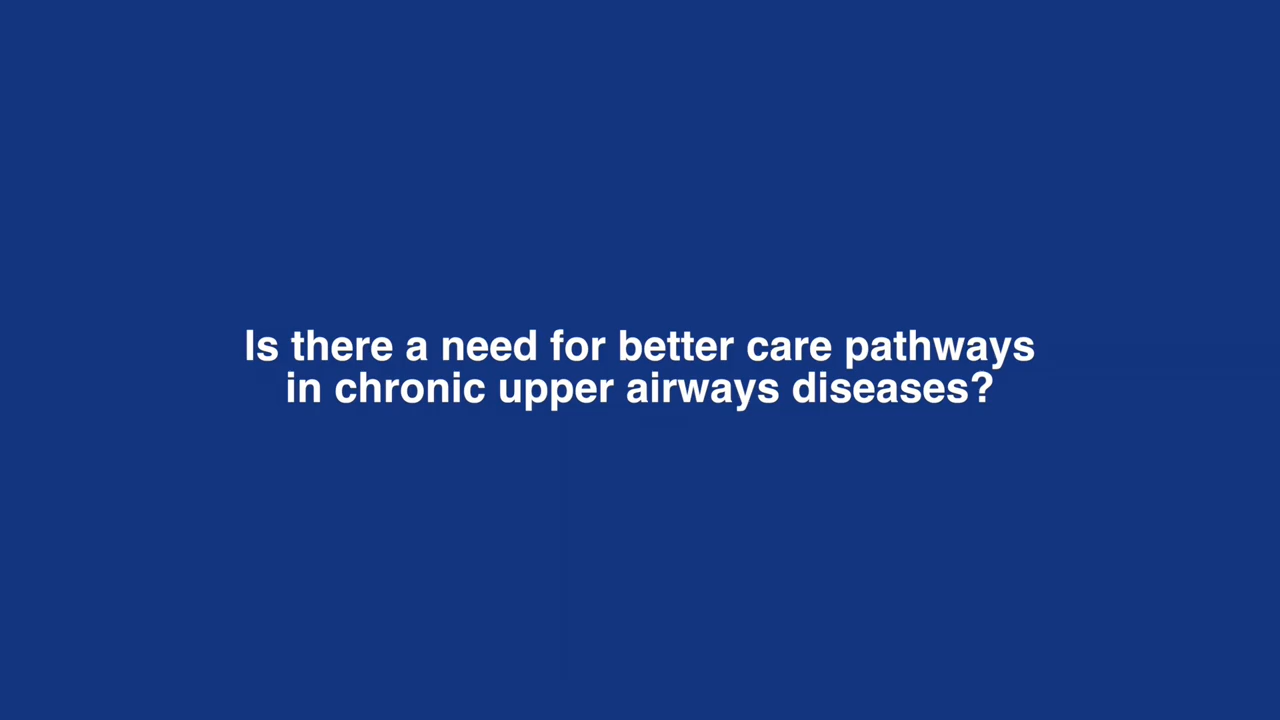 Is there a need for better care pathways
in chronic upper airways diseases?